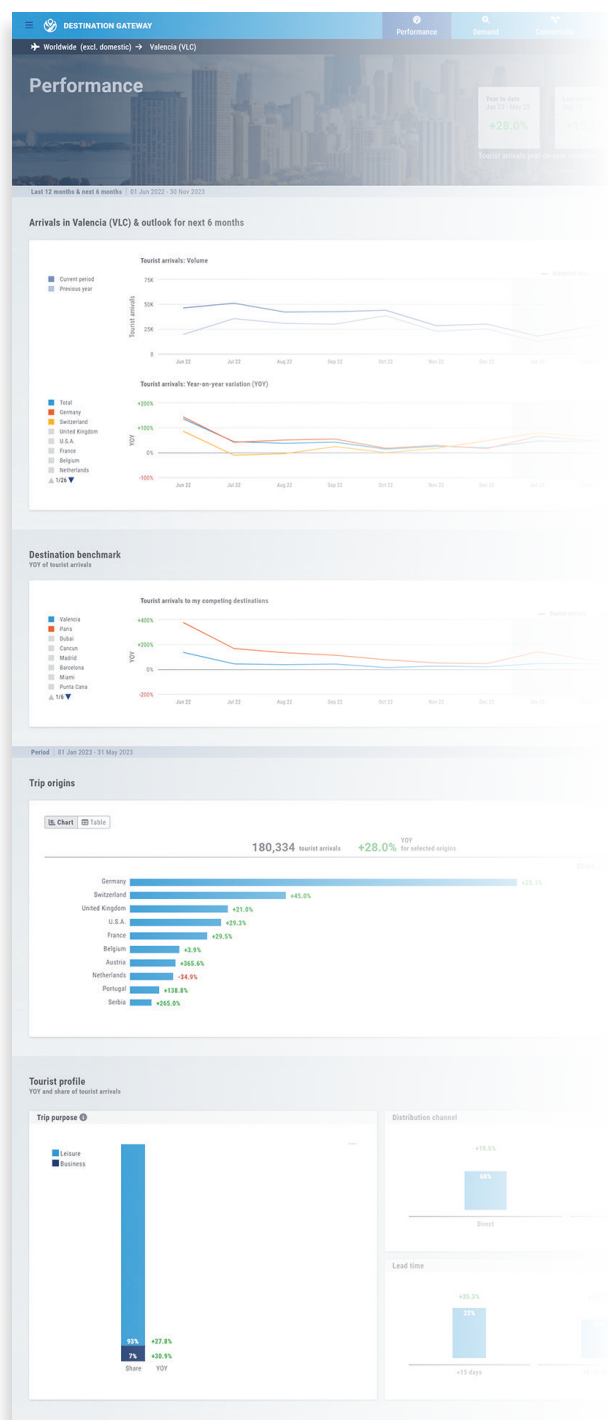 DESTINATION GATEWAY
Performance
Demand
Worldwide (excl. domestic) → Valencia (VLC)
Performance
Year to date
+28.0%
Last 12 months & next 6 months | 01 Jun 2022 - 30 Nov 2023
Arrivals in Valencia (VLC) & outlook for next 6 months
Tourist arrivals: Volume
Current period
Previous year
Tourist arrivals
75K
50K
25K
0
Jun 22
Jul 22
Aug 22
Sep 22
Oct 22
Nov 22
Dec 22
Tourist arrivals: Year-on-year variation (YOY)
Total
Germany
Switzerland
United Kingdom
U.S.A.
France
Belgium
Netherlands
1/26
YOY
+200%
+100%
0%
-100%
Jun 22
Jul 22
Aug 22
Sep 22
Oct 22
Nov 22
Dec 22
Destination benchmark
YOY of tourist arrivals
Tourist arrivals to my competing destinations
Valencia
Paris
Dubai
Cancun
Madrid
Barcelona
Miami
Punta Cana
1/6
YOY
+400%
+200%
0%
-200%
Jun 22
Jul 22
Aug 22
Sep 22
Oct 22
Nov 22
Dec 22
Period | 01 Jan 2023 - 31 May 2023
Trip origins
Chart
Table
180,334 tourist arrivals
+28.0% YOY for selected origins
Germany
Switzerland +45.0%
United Kingdom +21.0%
U.S.A. +29.3%
France +29.5%
Belgium +3.9%
Austria +365.6%
Netherlands -34.9%
Portugal +138.8%
Serbia +265.0%
Tourist profile
YOY and share of tourist arrivals
Trip purpose
Leisure
Business
93% +27.8%
7% +30.9%
Share YOY
Distribution channel
+19.5%
Direct
Lead time
+35.3%
+15 days